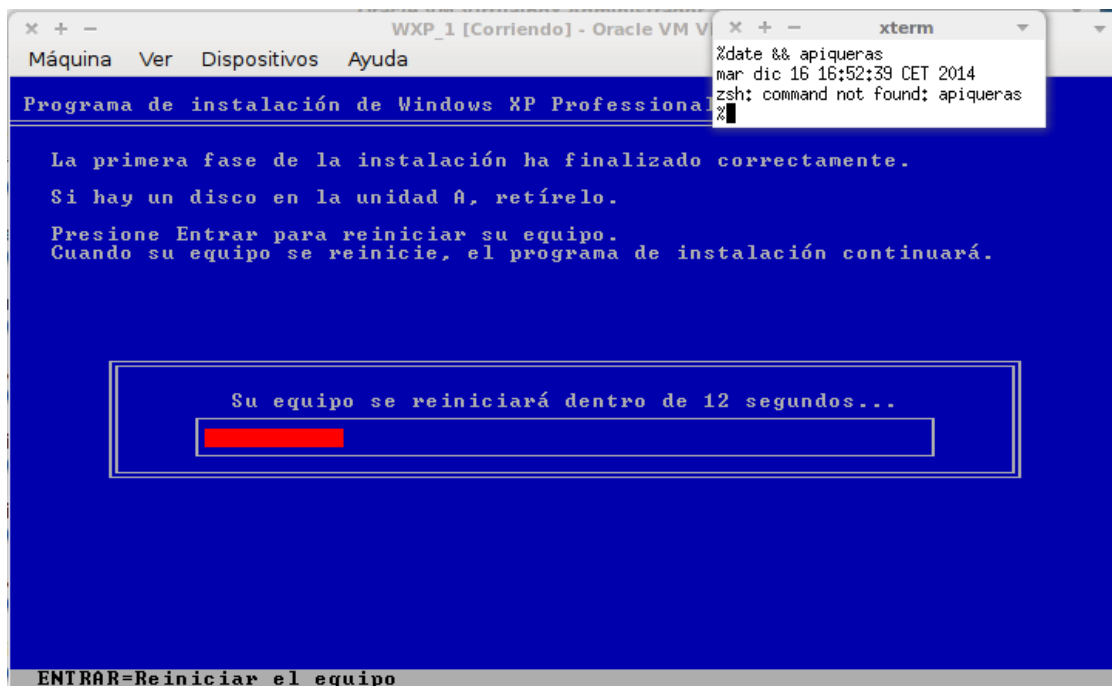 WXP_1 [Corriendo] - Oracle VM
Máquina Ver Dispositivos Ayuda
xterm
%date && apiqueras
mar dic 16 16:52:39 CET 2014
zsh: command not found: apiqueras
%
Programa de instalación de Windows XP Professional
La primera fase de la instalación ha finalizado correctamente.
Si hay un disco en la unidad A, retírelo.
Presione Entrar para reiniciar su equipo.
Cuando su equipo se reinicie, el programa de instalación continuará.
Su equipo se reiniciará dentro de 12 segundos...
ENTRAR=Reiniciar el equipo